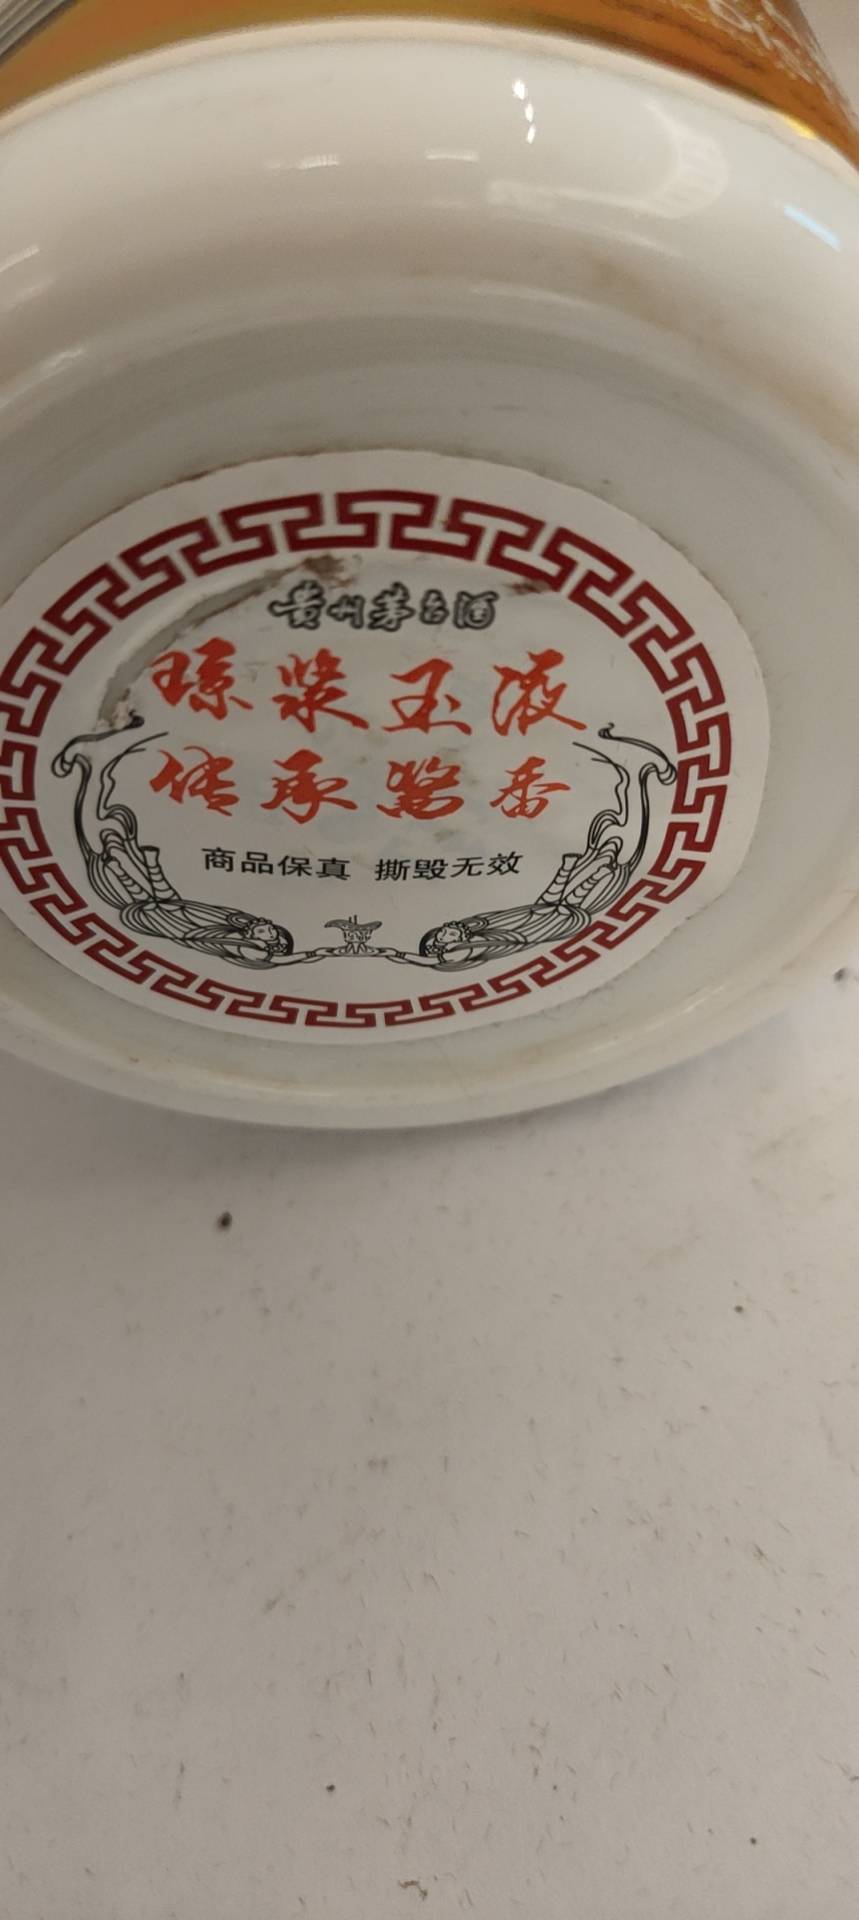 贵州茅台酒
琼浆玉液
传承酱香
商品保真 撕毁无效